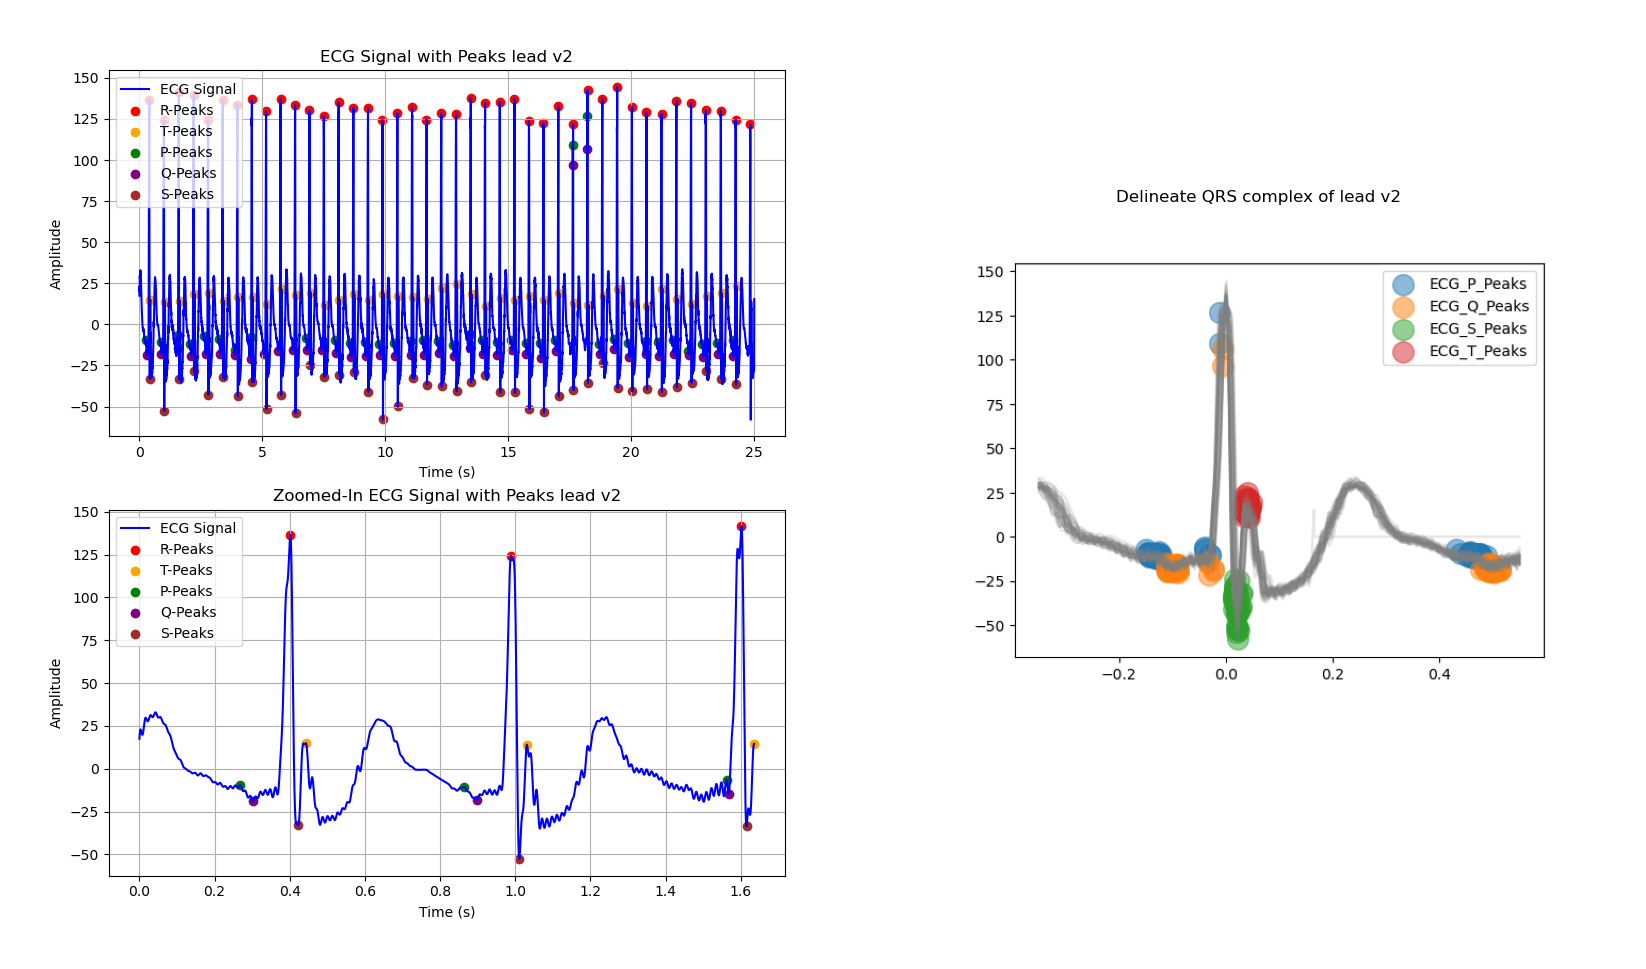 ECG Signal with Peaks lead v2
150
125
100
75
50
25
0
−25
−50
Amplitude
ECG Signal
R-Peaks
T-Peaks
P-Peaks
Q-Peaks
S-Peaks
0 5 10 15 20 25
Time (s)
Zoomed-In ECG Signal with Peaks lead v2
150
125
100
75
50
25
0
−25
−50
Amplitude
ECG Signal
R-Peaks
T-Peaks
P-Peaks
Q-Peaks
S-Peaks
0.0 0.2 0.4 0.6 0.8 1.0 1.2 1.4 1.6
Time (s)
Delineate QRS complex of lead v2
150
125
100
75
50
25
0
−25
−50
ECG_P_Peaks
ECG_Q_Peaks
ECG_S_Peaks
ECG_T_Peaks
−0.2 0.0 0.2 0.4